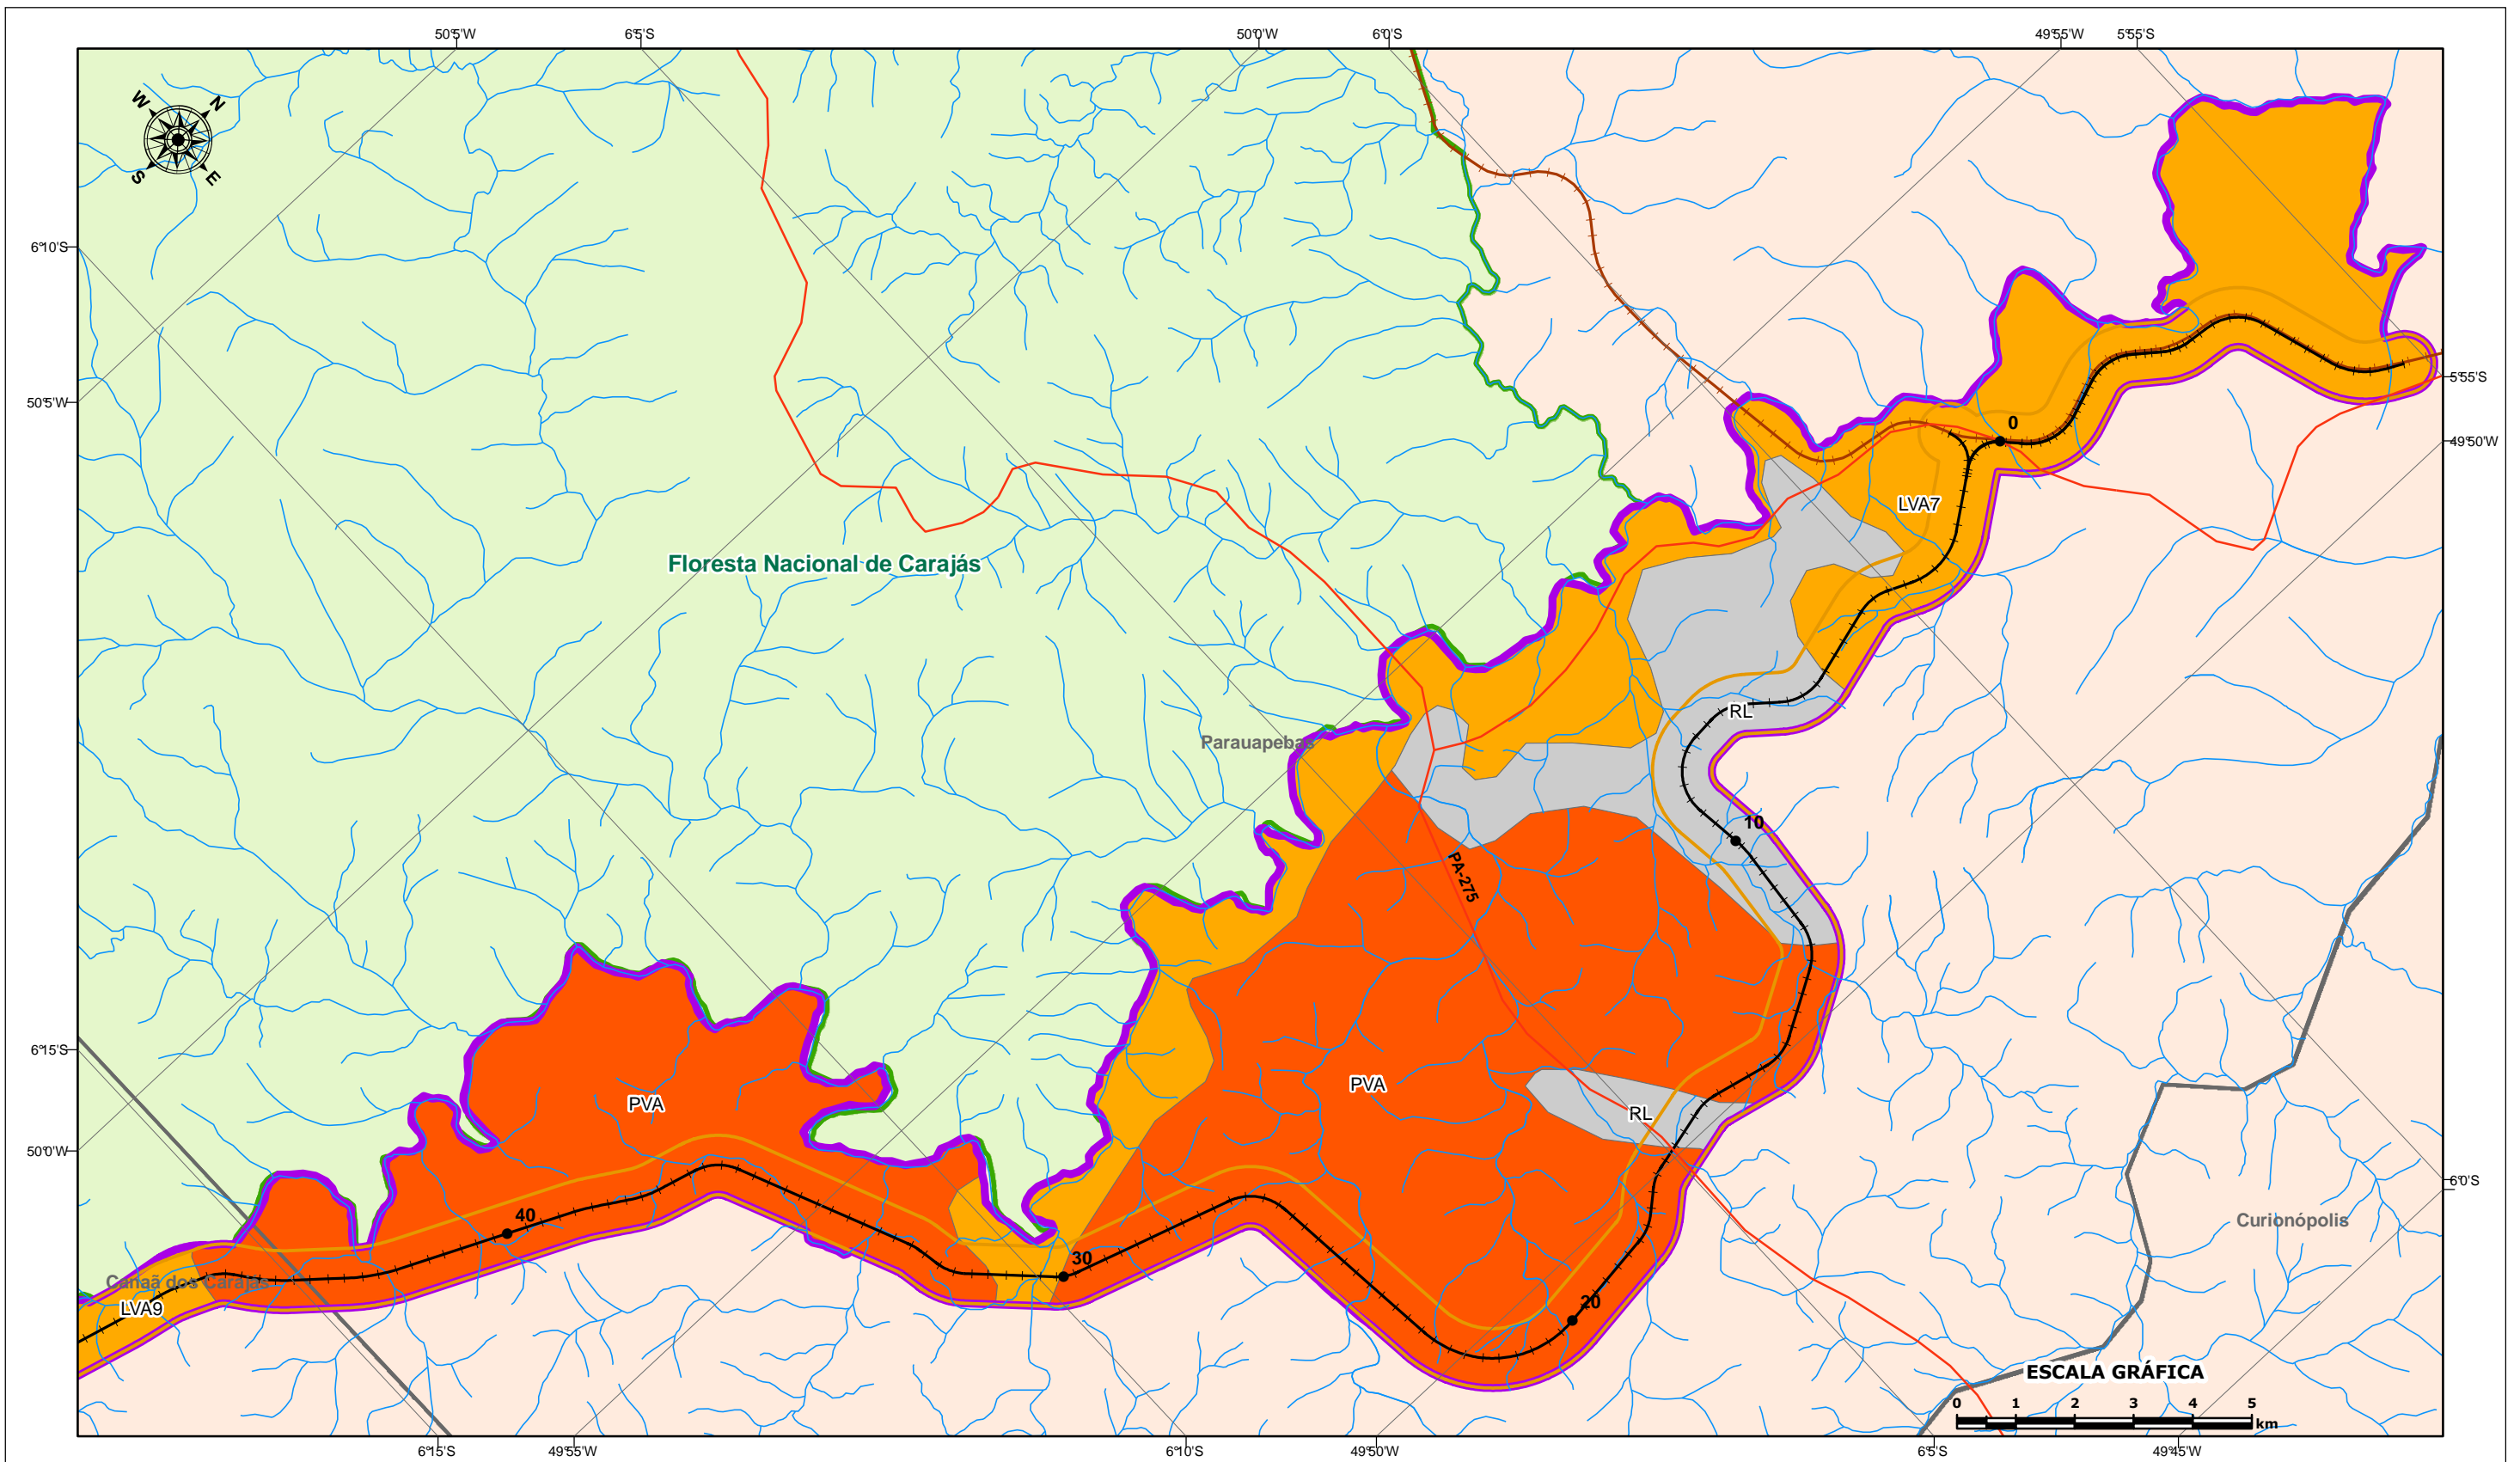 50°5'W
6°5'S
50°0'W
6°0'S
49°55'W
5°55'S
W
N
S
E
6°10'S
50°5'W
5°55'S
0
49°50'W
LVA7
Floresta Nacional de Carajás
RL
Parauapebas
10
PA-275
6°15'S
PVA
PVA
RL
50°0'W
6°0'S
40
Curionópolis
30
Canaã dos Carajás
LVA9
20
ESCALA GRÁFICA
0 1 2 3 4 5
km
6°15'S
49°55'W
6°10'S
49°50'W
6°5'S
49°45'W